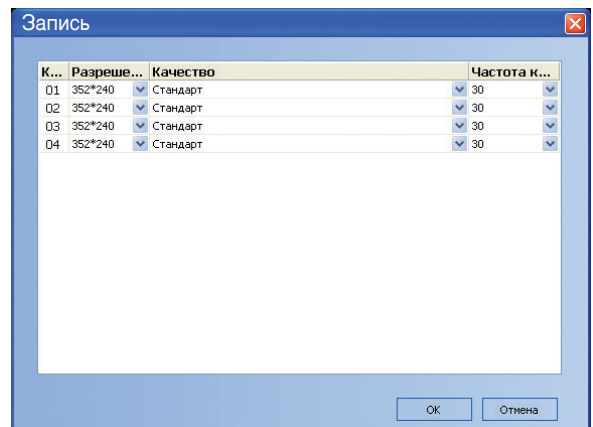 Запись
К... Разреше... Качество Частота к...
01 352*240 Стандарт 30
02 352*240 Стандарт 30
03 352*240 Стандарт 30
04 352*240 Стандарт 30
OK Отмена